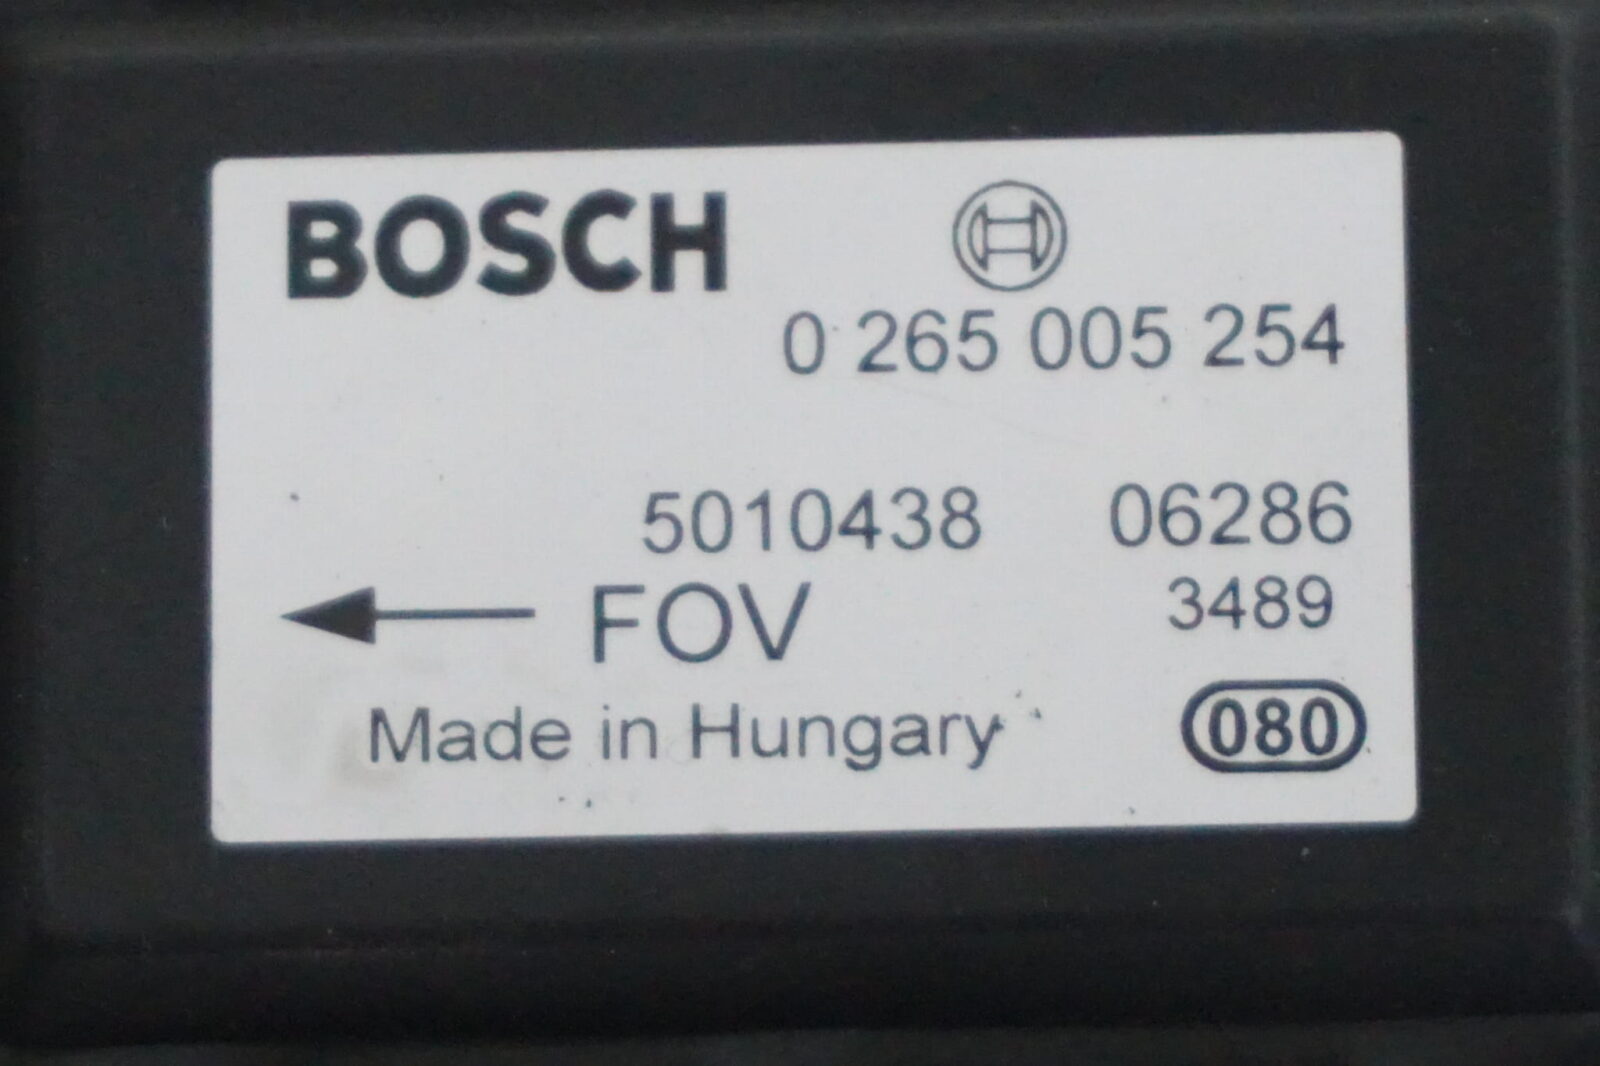 BOSCH
0 265 005 254
5010438 06286
FOV 3489
Made in Hungary 080